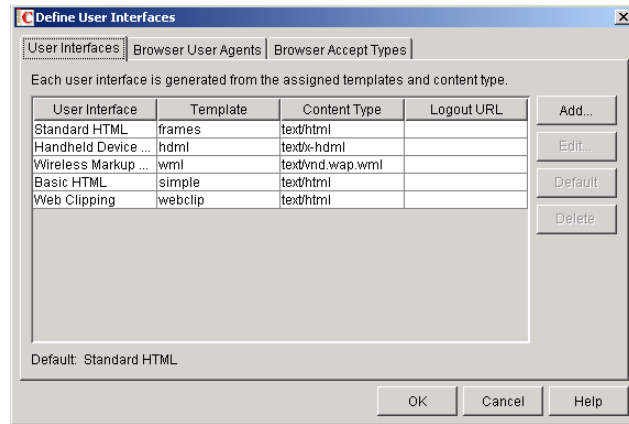 Define User Interfaces
User Interfaces Browser User Agents Browser Accept Types
Each user interface is generated from the assigned templates and content type.
User Interface Template Content Type Logout URL
Standard HTML frames text/html
Handheld Device ... hdml text/x-hdml
Wireless Markup ... wml text/vnd.wap.wml
Basic HTML simple text/html
Web Clipping webclip text/html
Add...
Edit...
Default
Delete
Default: Standard HTML
OK Cancel Help